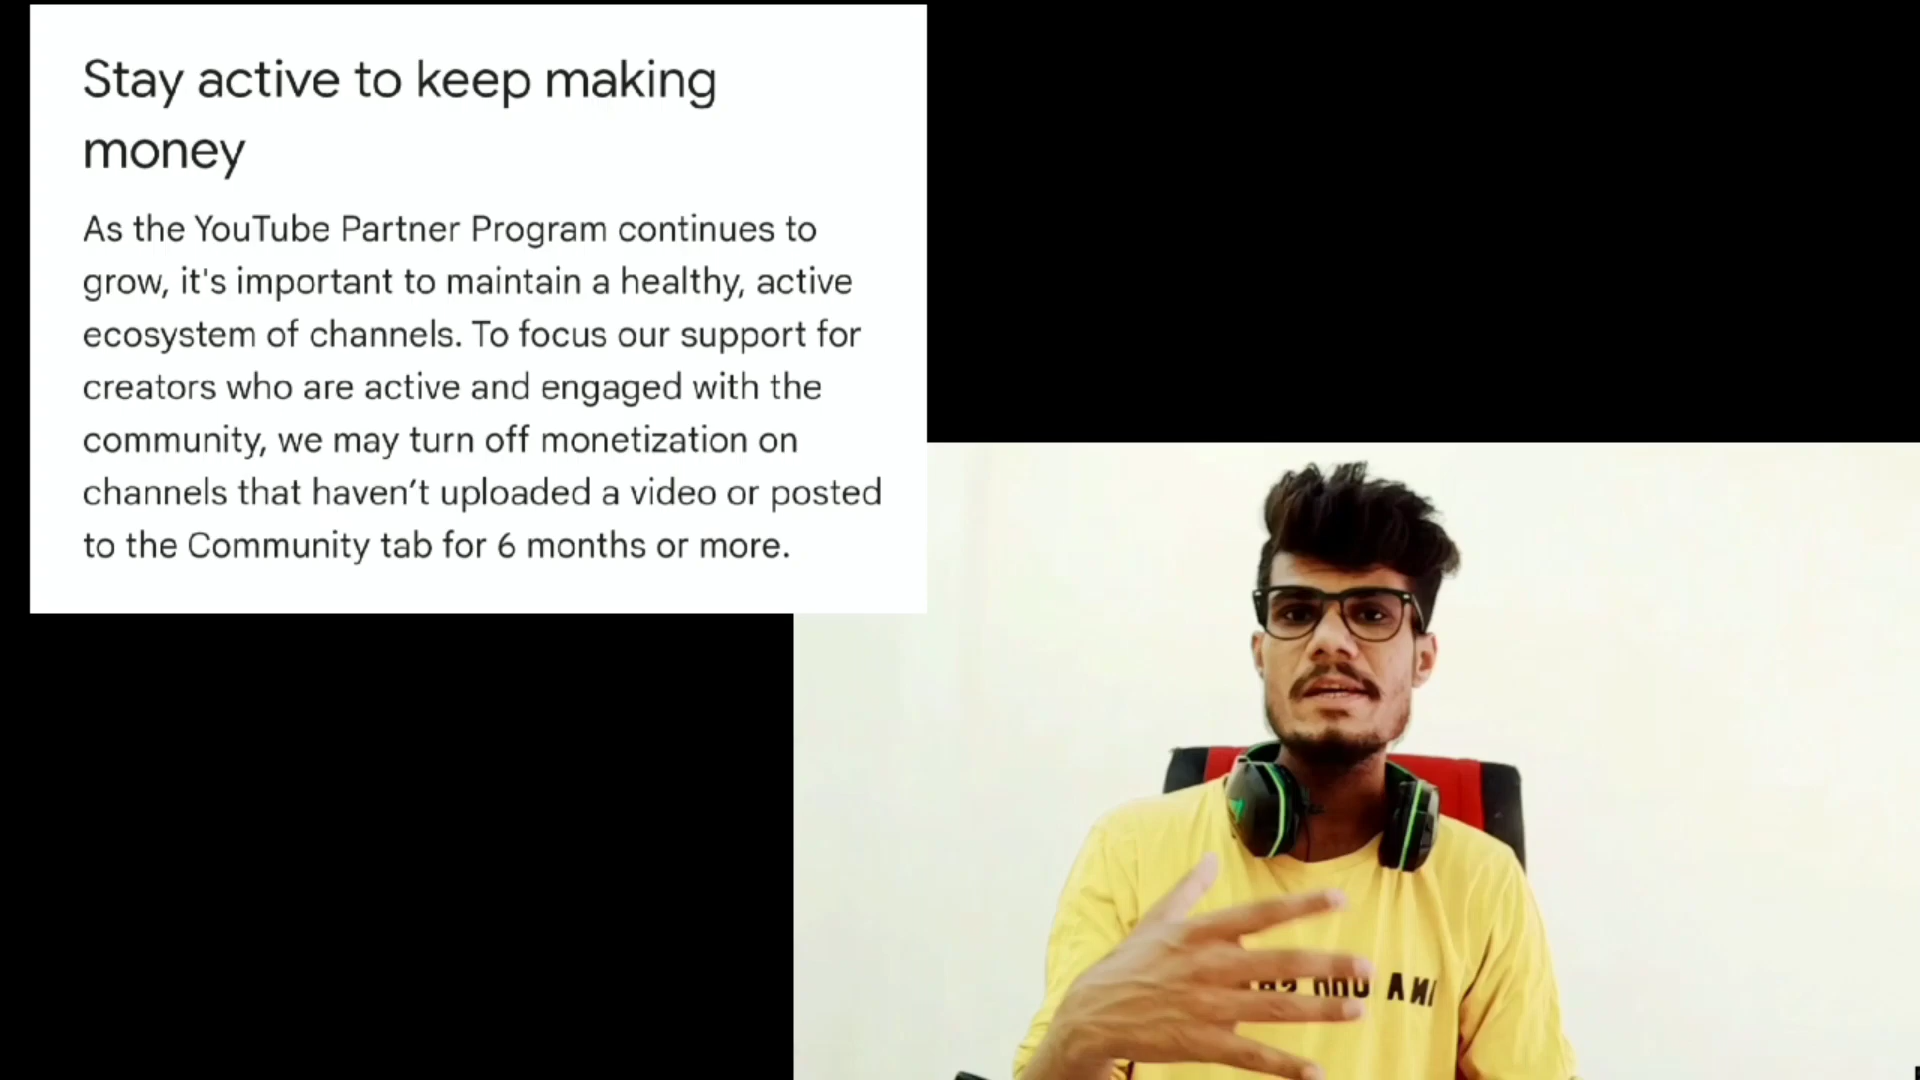 Stay active to keep making
money
As the YouTube Partner Program continues to
grow, it's important to maintain a healthy, active
ecosystem of channels. To focus our support for
creators who are active and engaged with the
community, we may turn off monetization on
channels that haven’t uploaded a video or posted
to the Community tab for 6 months or more.